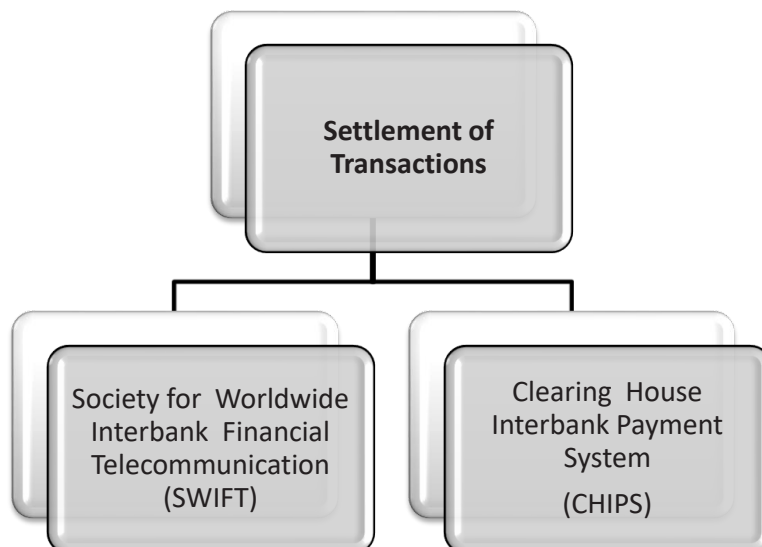 Settlement of
Transactions
Society for Worldwide
Interbank Financial
Telecommunication
(SWIFT)
Clearing House
Interbank Payment
System
(CHIPS)